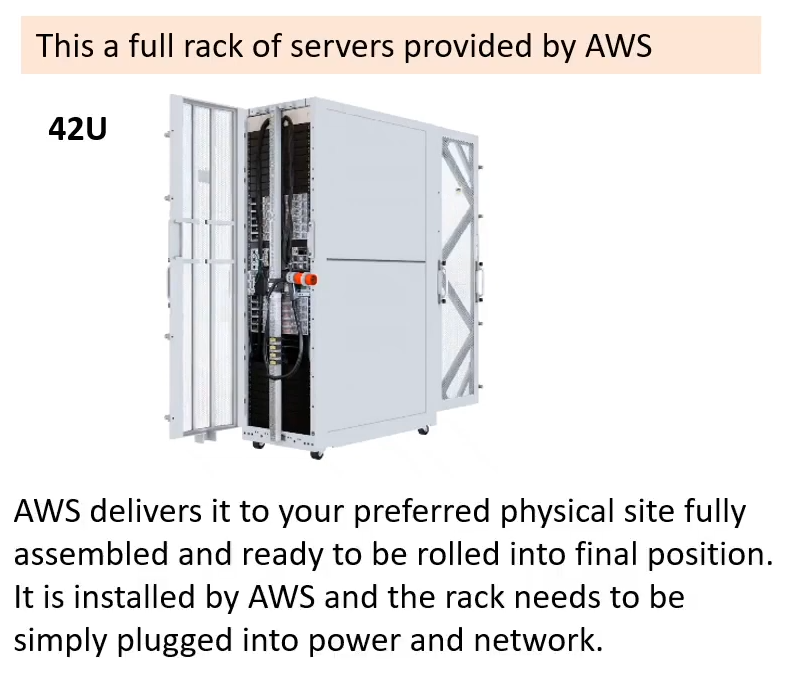 This a full rack of servers provided by AWS
42U
AWS delivers it to your preferred physical site fully
assembled and ready to be rolled into final position.
It is installed by AWS and the rack needs to be
simply plugged into power and network.